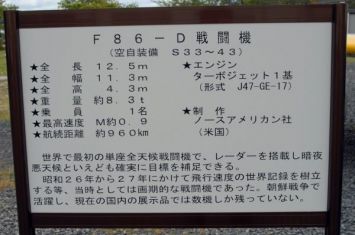 F86－D戦闘機
(空自装備 S33～43)
★全長 12.5m
★全幅 11.3m
★全高 4.3m
★重量 約8.3t
★乗員 1名
★最高速度 M約0.9
★航続距離 約960km
★エンジン
ターボジェット1基
(形式 J47-GE-17)
★制作
ノースアメリカン社
(米国)
世界で最初の単座全天候戦闘機で、レーダーを搭載し暗夜
悪天候といえども確実に目標を補足できる。
昭和26年から27年にかけて飛行速度の世界記録を樹立
する等、当時としては画期的な戦闘機であった。朝鮮戦争で
活躍し、現在の国内の展示品では数機しか残っていない。